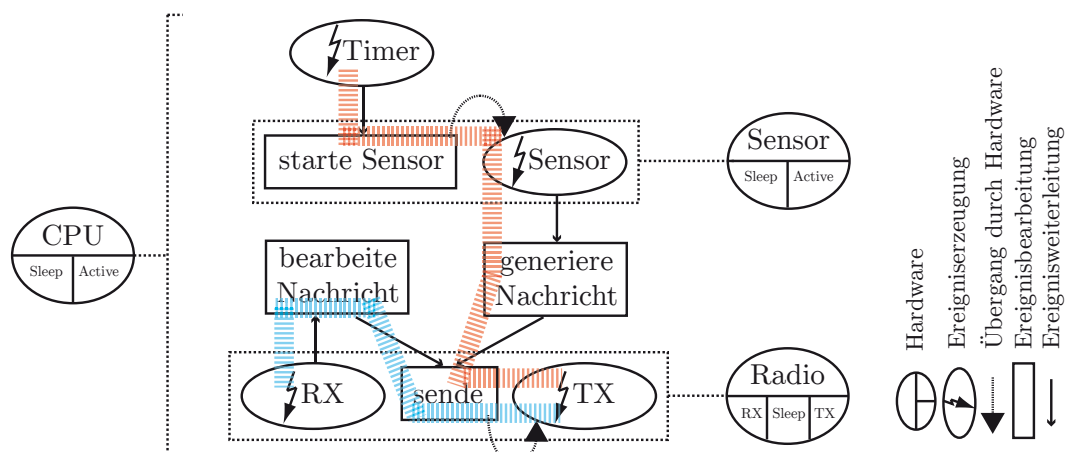 Timer
starte Sensor
Sensor
Sensor
Sleep
Active
CPU
Sleep
Active
bearbeite
Nachricht
generiere
Nachricht
RX
sende
TX
Radio
RX
Sleep
TX
Hardware
Ereigniserzeugung
Übergang durch Hardware
Ereignisbearbeitung
Ereignisweiterleitung